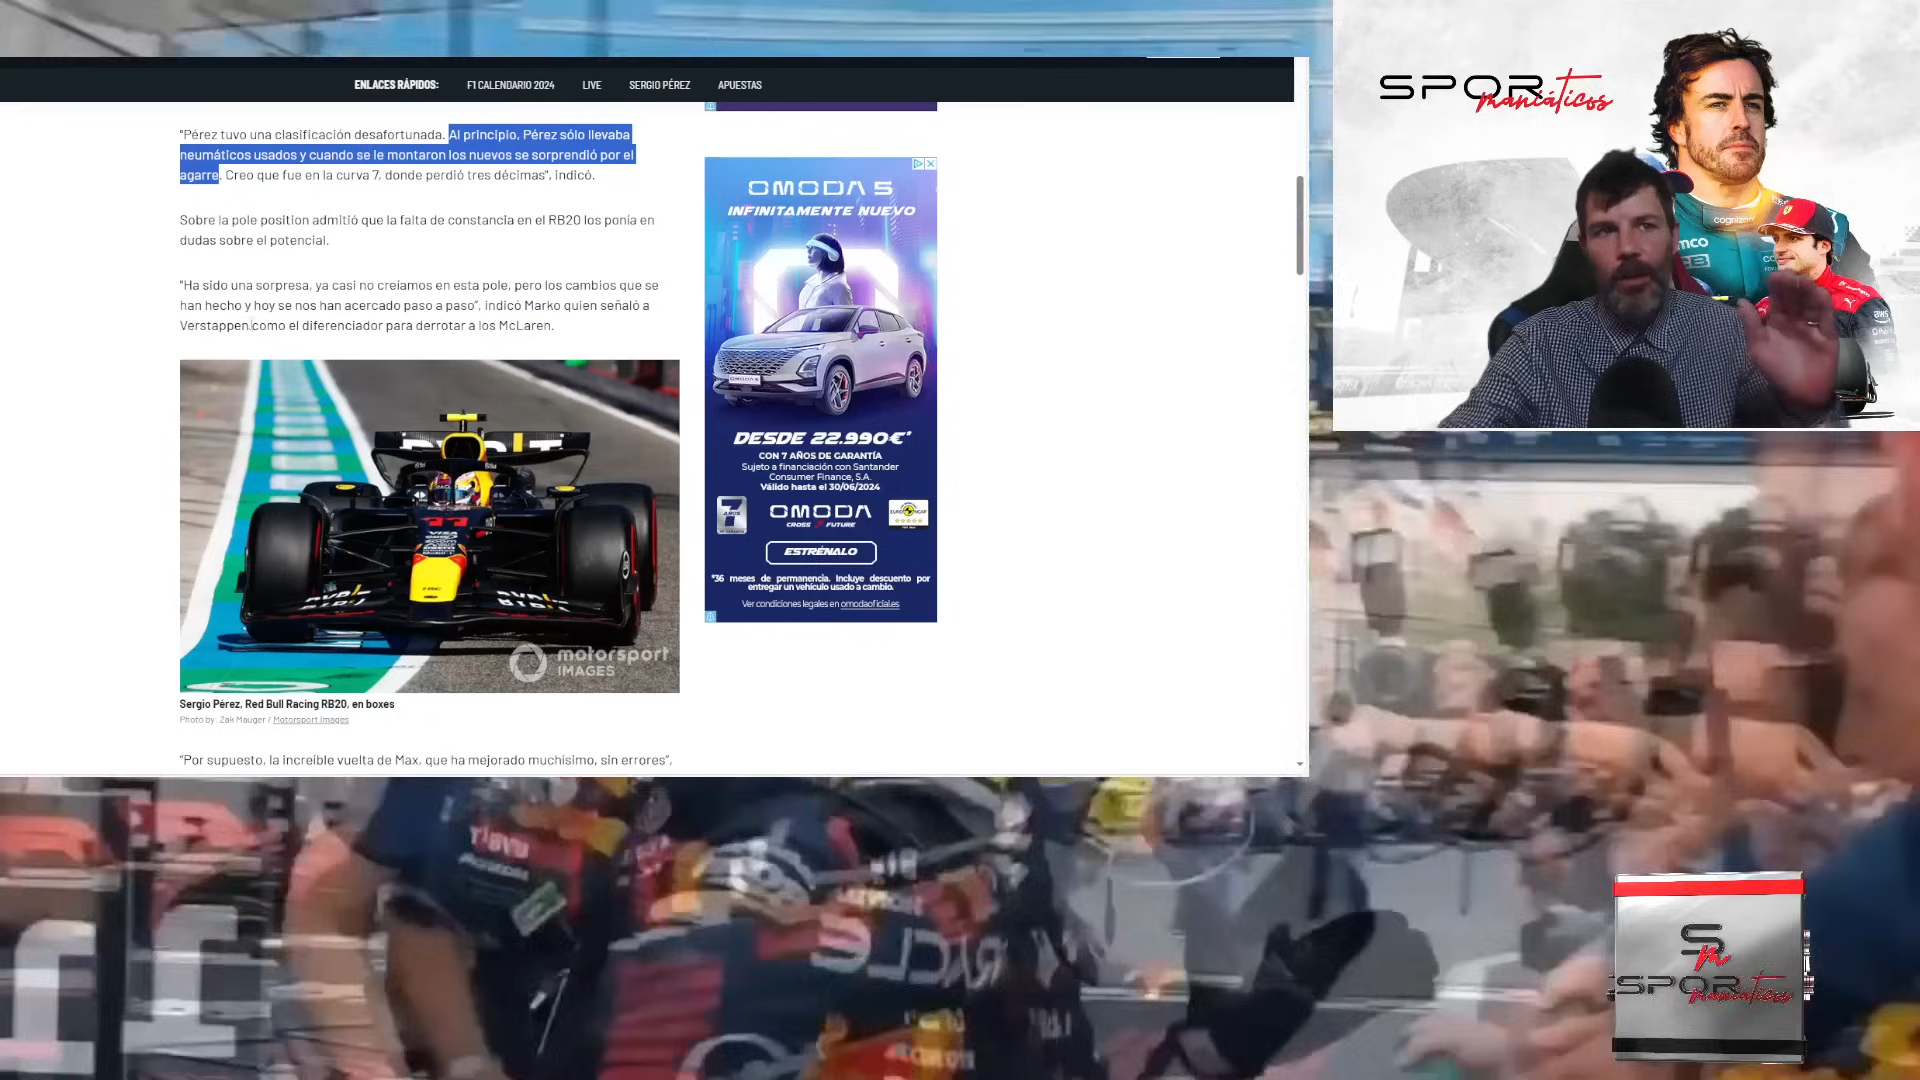 ENLACES RÁPIDOS: F1 CALENDARIO 2024 LIVE SERGIO PÉREZ APUESTAS
"Pérez tuvo una clasificación desafortunada. Al principio, Pérez sólo llevaba
neumáticos usados y cuando se le montaron los nuevos se sorprendió por el
agarre. Creo que fue en la curva 7, donde perdió tres décimas", indicó.
Sobre la pole position admitió que la falta de constancia en el RB20 los ponía en
dudas sobre el potencial.
"Ha sido una sorpresa, ya casi no creíamos en esta pole, pero los cambios que se
han hecho y hoy se nos han acercado paso a paso", indicó Marko quien señaló a
Verstappen como el diferenciador para derrotar a los McLaren.
motorsport
IMAGES
Sergio Pérez, Red Bull Racing RB20, en boxes
Photo by: Zak Mauger / Motorsport Images
"Por supuesto, la increíble vuelta de Max, que ha mejorado muchísimo, sin errores",
OMODA 5
INFINITAMENTE NUEVO
DESDE 22.990€*
CON 7 AÑOS DE GARANTÍA
Sujeto a financiación con Santander
Consumer Finance, S.A.
Válido hasta el 30/06/2024
7 AÑOS
OMODA
CROSS FUTURE
ESTRÉNALO
*36 meses de permanencia. Incluye descuento por
entregar un vehículo usado a cambio.
Ver condiciones legales en omodaoficial.es
SPOR
maniáticos
cognizant
aws
Sm
SPOR
maniáticos